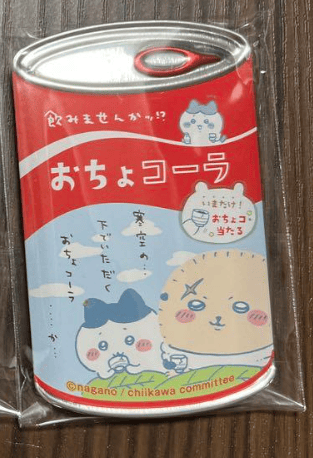 飲みませんかッ!?
おちょコーラ
いまだけ!
おちょコ
当たる
寒空の…
下でいただく
おちょコーラ
……か…
©nagano / chiikawa committee